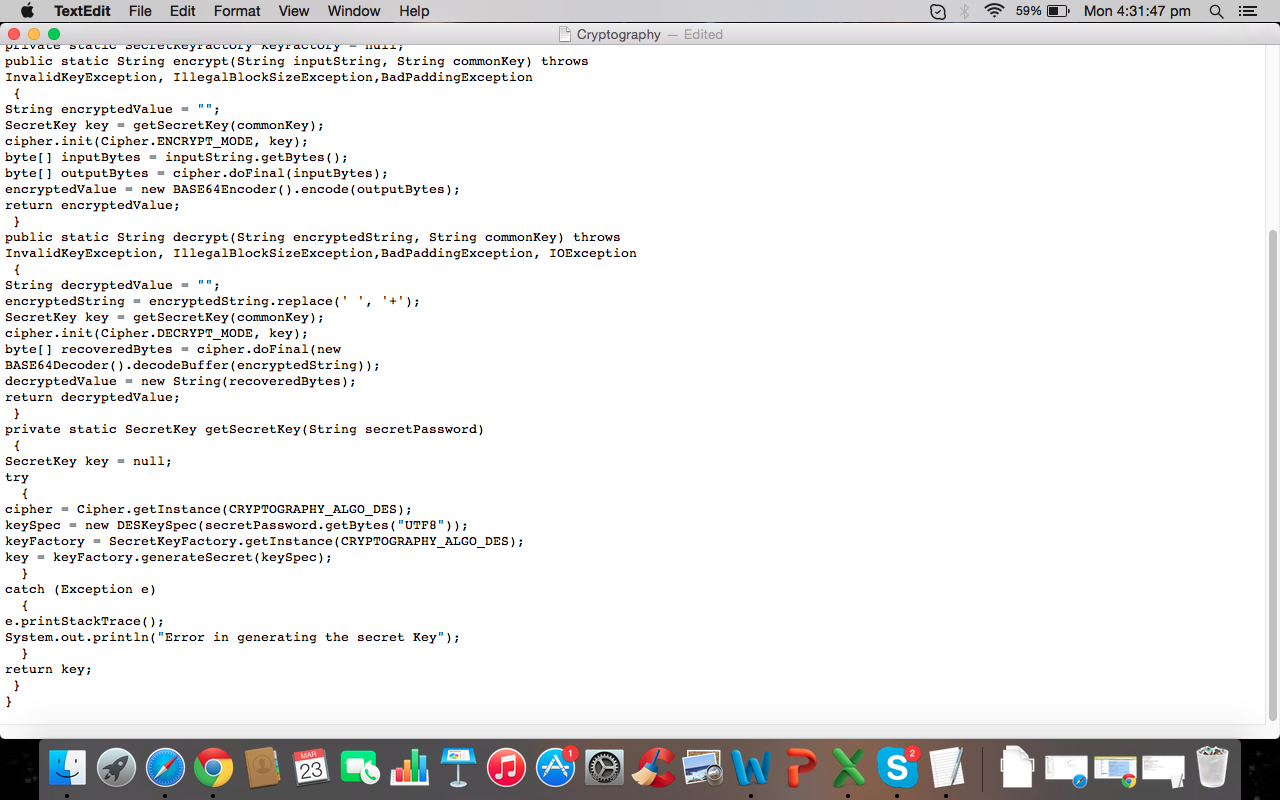 TextEdit File Edit Format View Window Help 59% Mon 4:31:47 pm
Cryptography — Edited
private static SecretKeyFactory keyFactory = null;
public static String encrypt(String inputString, String commonKey) throws
InvalidKeyException, IllegalBlockSizeException,BadPaddingException
{
String encryptedValue = "";
SecretKey key = getSecretKey(commonKey);
cipher.init(Cipher.ENCRYPT_MODE, key);
byte[] inputBytes = inputString.getBytes();
byte[] outputBytes = cipher.doFinal(inputBytes);
encryptedValue = new BASE64Encoder().encode(outputBytes);
return encryptedValue;
}
public static String decrypt(String encryptedString, String commonKey) throws
InvalidKeyException, IllegalBlockSizeException,BadPaddingException, IOException
{
String decryptedValue = "";
encryptedString = encryptedString.replace(' ', '+');
SecretKey key = getSecretKey(commonKey);
cipher.init(Cipher.DECRYPT_MODE, key);
byte[] recoveredBytes = cipher.doFinal(new
BASE64Decoder().decodeBuffer(encryptedString));
decryptedValue = new String(recoveredBytes);
return decryptedValue;
}
private static SecretKey getSecretKey(String secretPassword)
{
SecretKey key = null;
try
{
cipher = Cipher.getInstance(CRYPTOGRAPHY_ALGO_DES);
keySpec = new DESKeySpec(secretPassword.getBytes("UTF8"));
keyFactory = SecretKeyFactory.getInstance(CRYPTOGRAPHY_ALGO_DES);
key = keyFactory.generateSecret(keySpec);
}
catch (Exception e)
{
e.printStackTrace();
System.out.println("Error in generating the secret Key");
}
return key;
}
}
MAR
23
1
2